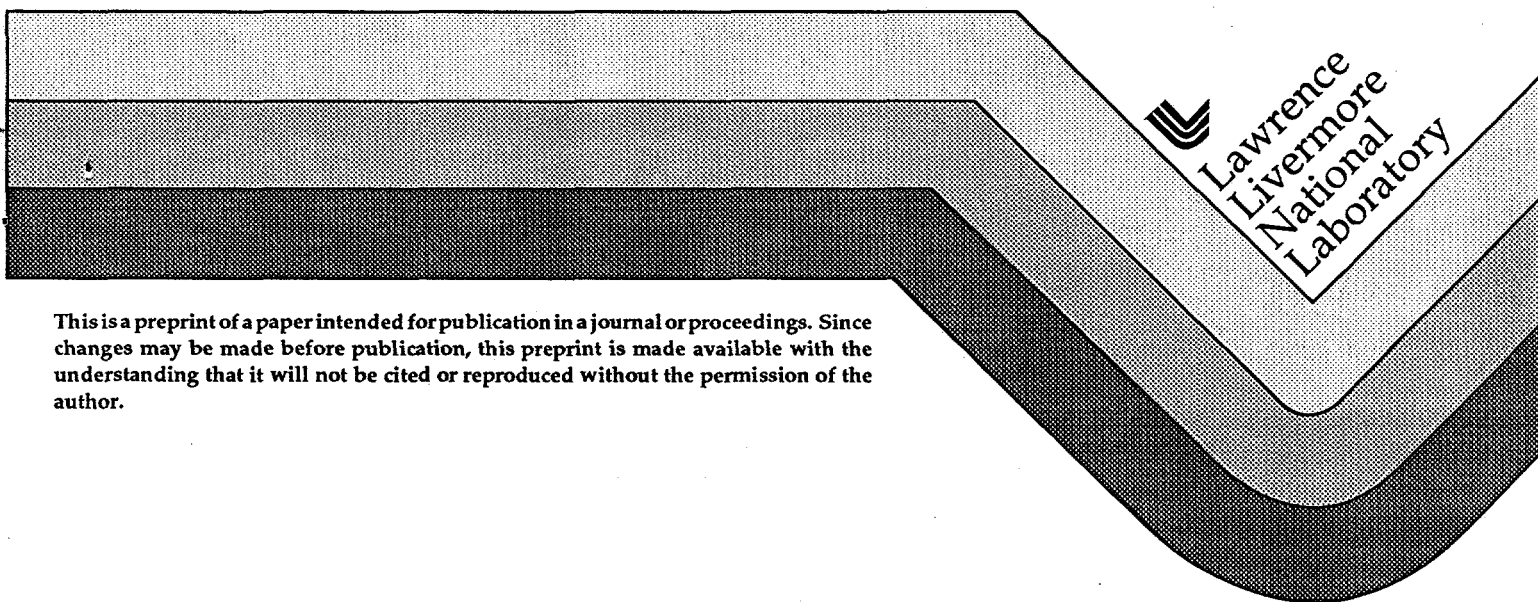 Lawrence
Livermore
National
Laboratory
This is a preprint of a paper intended for publication in a journal or proceedings. Since
changes may be made before publication, this preprint is made available with the
understanding that it will not be cited or reproduced without the permission of the
author.